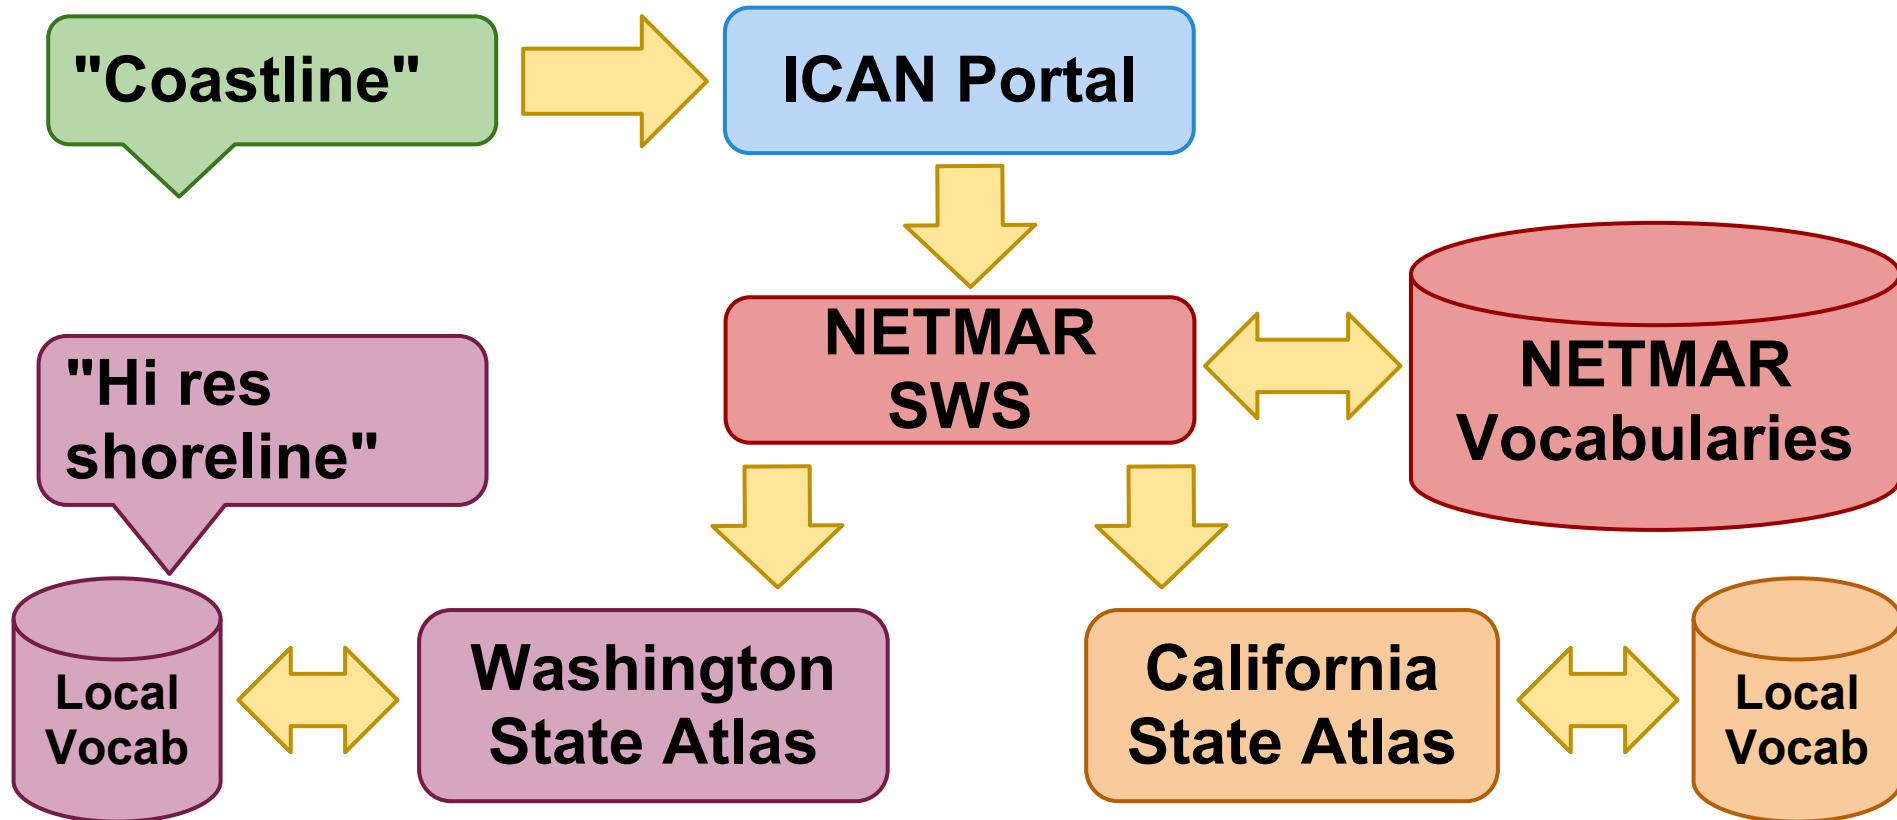 "Coastline"
ICAN Portal
NETMAR
SWS
NETMAR
Vocabularies
"Hi res
shoreline"
Local
Vocab
Washington
State Atlas
California
State Atlas
Local
Vocab